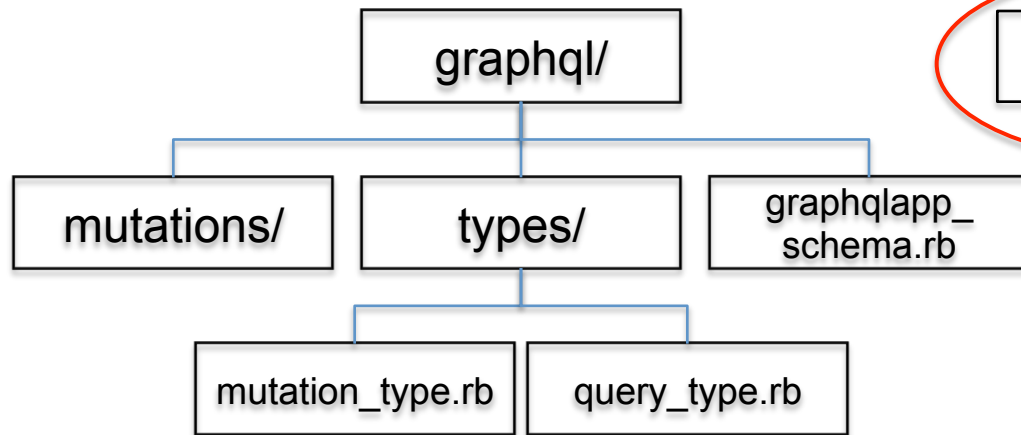 graphql/
mutations/
types/
graphqlapp_
schema.rb
mutation_type.rb
query_type.rb